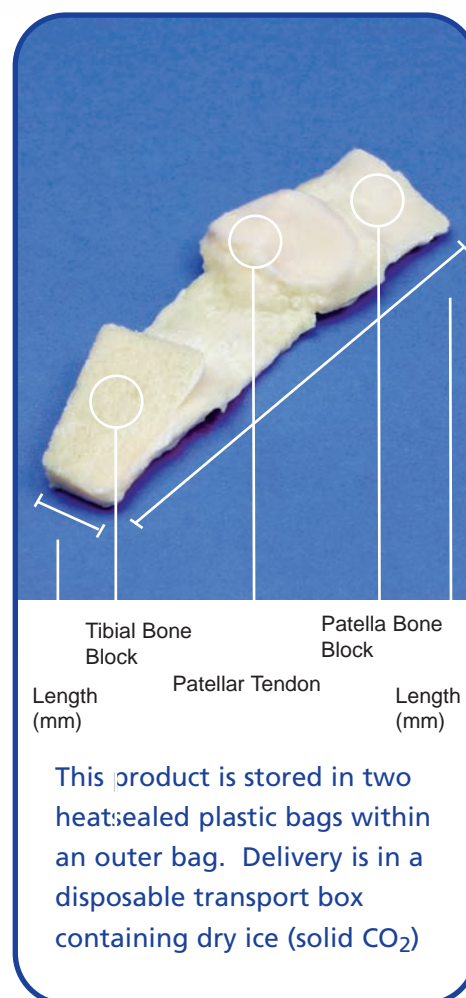 Tibial Bone
Block
Patella Bone
Block
Patellar Tendon
Length
(mm)
Length
(mm)
This product is stored in two
heatsealed plastic bags within
an outer bag. Delivery is in a
disposable transport box
containing dry ice (solid CO₂)